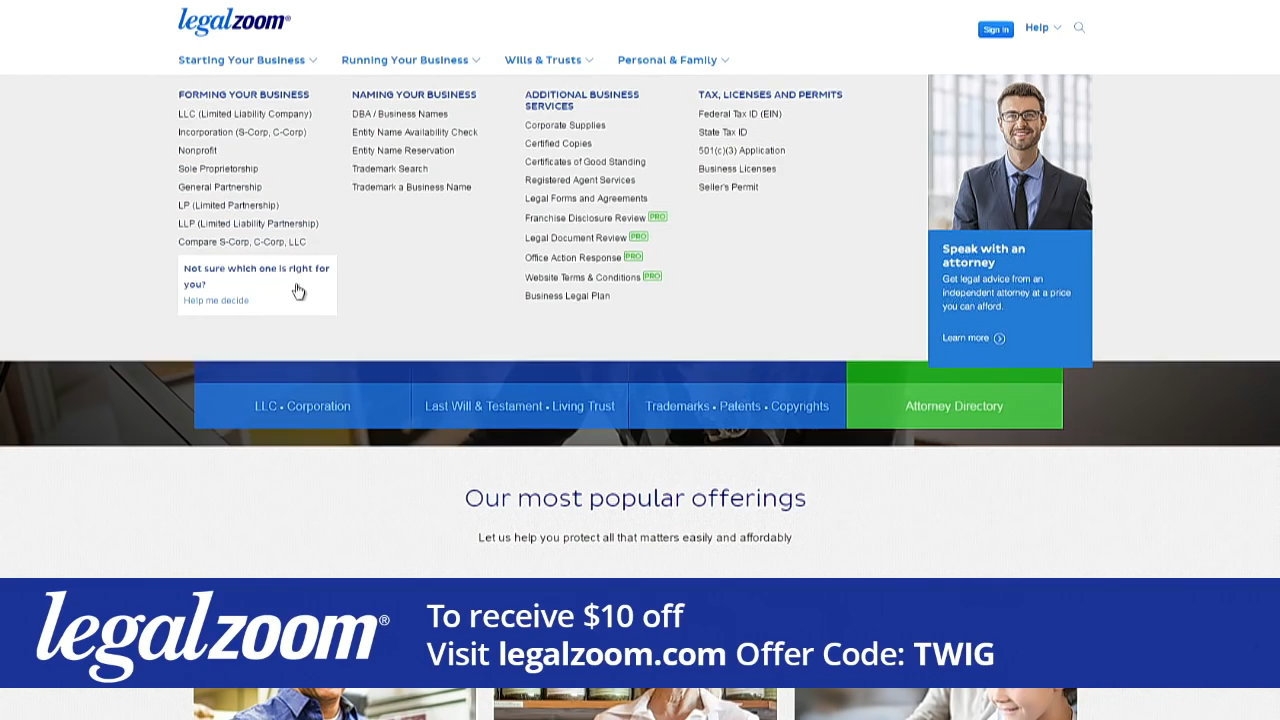 legalzoom®
Sign In
Help
Starting Your Business
Running Your Business
Wills & Trusts
Personal & Family
FORMING YOUR BUSINESS
LLC (Limited Liability Company)
Incorporation (S-Corp, C-Corp)
Nonprofit
Sole Proprietorship
General Partnership
LP (Limited Partnership)
LLP (Limited Liability Partnership)
Compare S-Corp, C-Corp, LLC
Not sure which one is right for
you?
Help me decide
NAMING YOUR BUSINESS
DBA / Business Names
Entity Name Availability Check
Entity Name Reservation
Trademark Search
Trademark a Business Name
ADDITIONAL BUSINESS
SERVICES
Corporate Supplies
Certified Copies
Certificates of Good Standing
Registered Agent Services
Legal Forms and Agreements
Franchise Disclosure Review PRO
Legal Document Review PRO
Office Action Response PRO
Website Terms & Conditions PRO
Business Legal Plan
TAX, LICENSES AND PERMITS
Federal Tax ID (EIN)
State Tax ID
501(c)(3) Application
Business Licenses
Seller's Permit
Speak with an
attorney
Get legal advice from an
independent attorney at a price
you can afford.
Learn more
LLC • Corporation
Last Will & Testament • Living Trust
Trademarks • Patents • Copyrights
Attorney Directory
Our most popular offerings
Let us help you protect all that matters easily and affordably
legalzoom®
To receive $10 off
Visit legalzoom.com Offer Code: TWIG